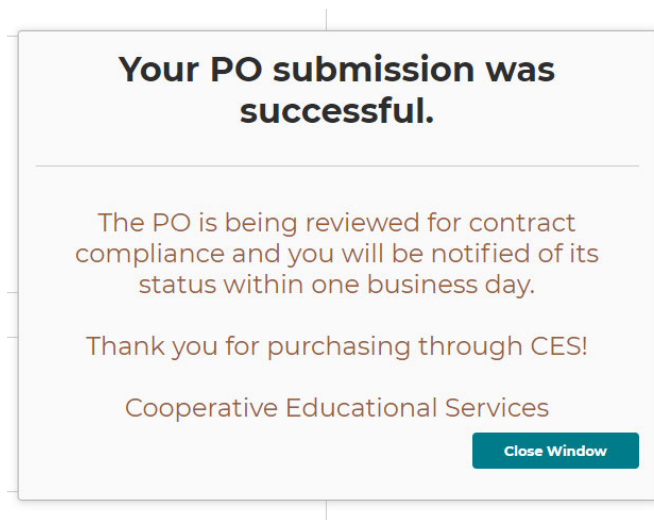 Your PO submission was
successful.
The PO is being reviewed for contract
compliance and you will be notified of its
status within one business day.
Thank you for purchasing through CES!
Cooperative Educational Services
Close Window